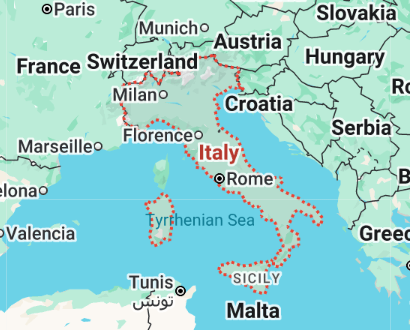 Paris
Slovakia
Munich
Austria
France
Switzerland
Hungary
Milan
Croatia
Florence
Serbia
Marseille
Italy
Rome
Valencia
Tyrrhenian Sea
Greec
SICILY
Tunis
تونس
Malta
elona
Ro
B